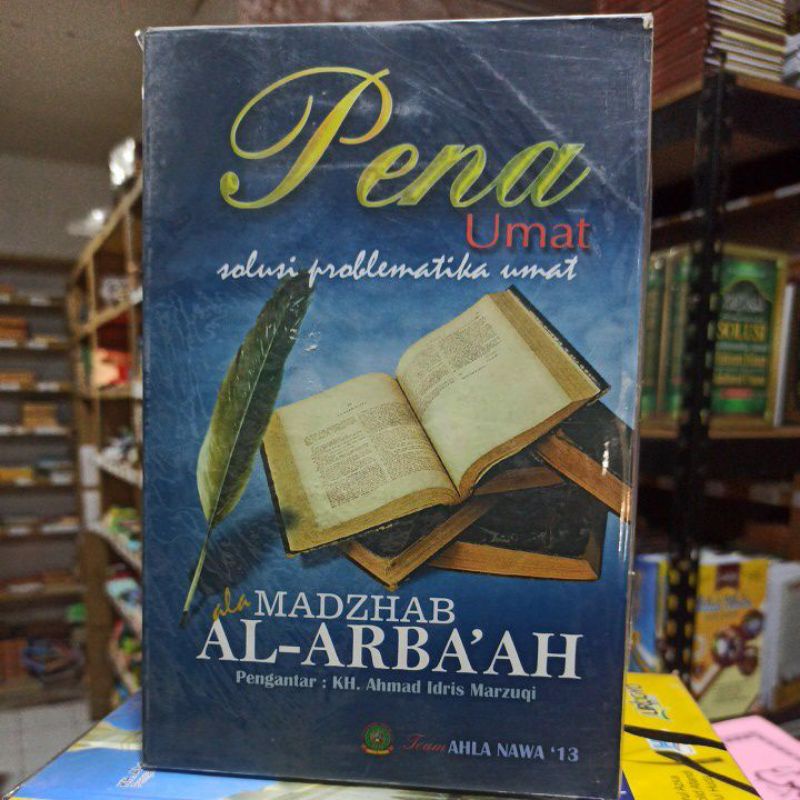 Pena
Umat
solusi problematika umat
ala MADZHAB
AL-ARBA'AH
Pengantar : KH. Ahmad Idris Marzuqi
Team AHLA NAWA '13
SOLUSI